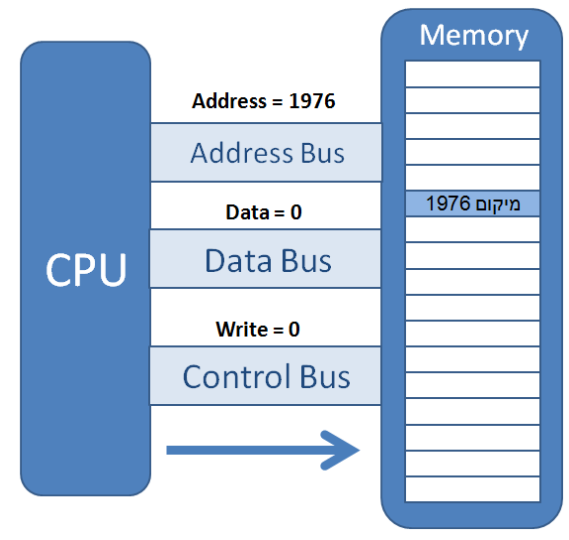 Memory
Address = 1976
Address Bus
מיקום 1976
Data = 0
CPU
Data Bus
Write = 0
Control Bus